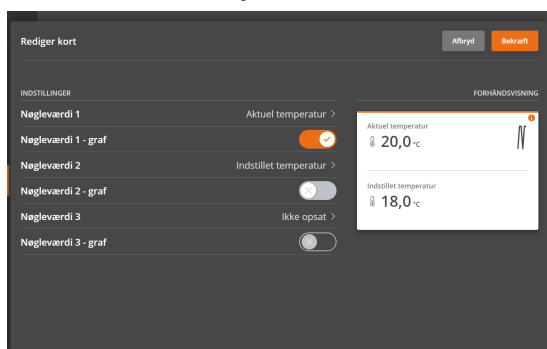 Rediger kort
Afbryd
Bekræft
INDSTILLINGER
FORHÅNDSVISNING
Nøgleværdi 1
Aktuel temperatur >
Nøgleværdi 1 - graf
Nøgleværdi 2
Indstillet temperatur >
Nøgleværdi 2 - graf
Nøgleværdi 3
Ikke opsat >
Nøgleværdi 3 - graf
Aktuel temperatur
20,0 °C
Indstillet temperatur
18,0 °C